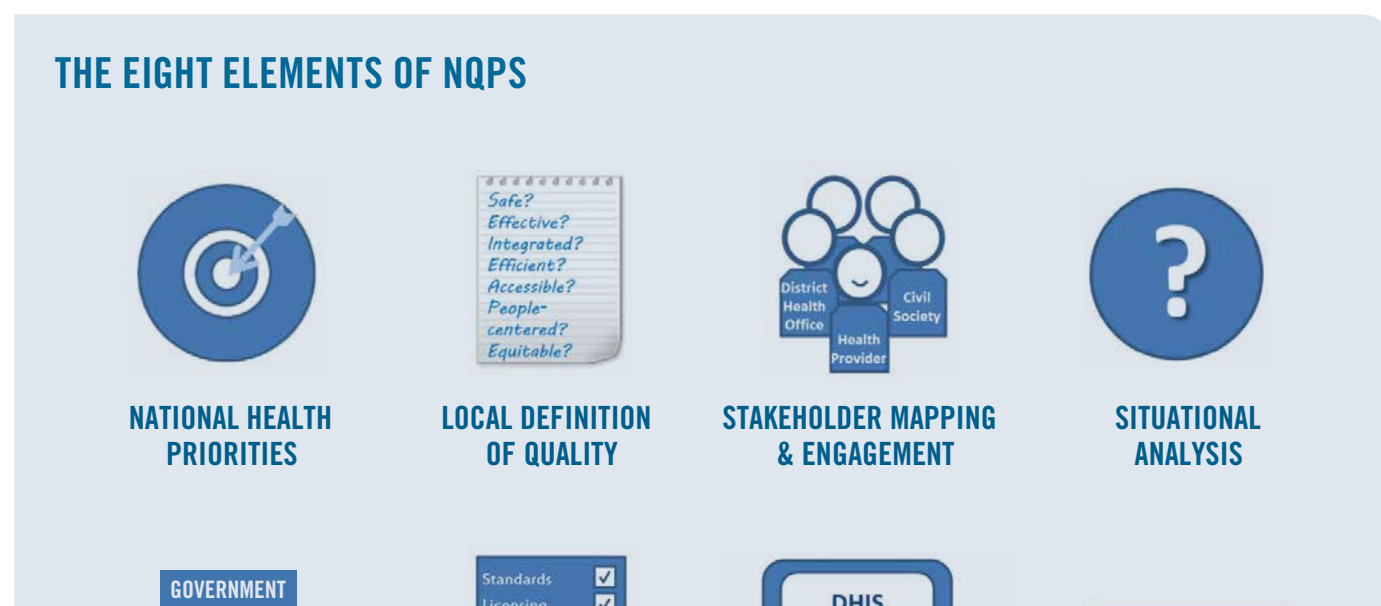 THE EIGHT ELEMENTS OF NQPS
Safe?
Effective?
Integrated?
Efficient?
Accessible?
People-
centered?
Equitable?
District
Health
Office
Civil
Society
Health
Provider
NATIONAL HEALTH
PRIORITIES
LOCAL DEFINITION
OF QUALITY
STAKEHOLDER MAPPING
& ENGAGEMENT
SITUATIONAL
ANALYSIS
GOVERNMENT
Standards
Licensing
DHIS